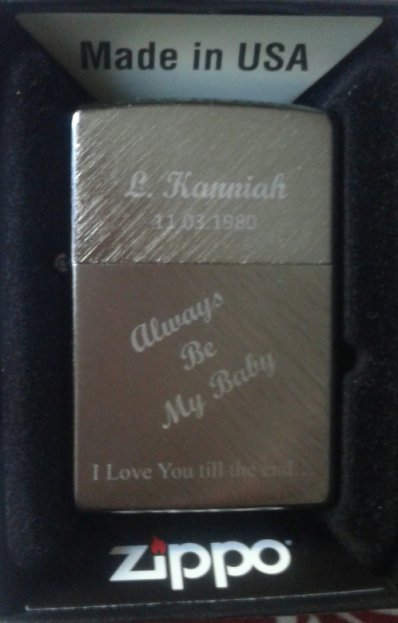 Made in USA
L. Kanniah
11.03.1980
Always
Be
My Baby
I Love You till the end...
zippo